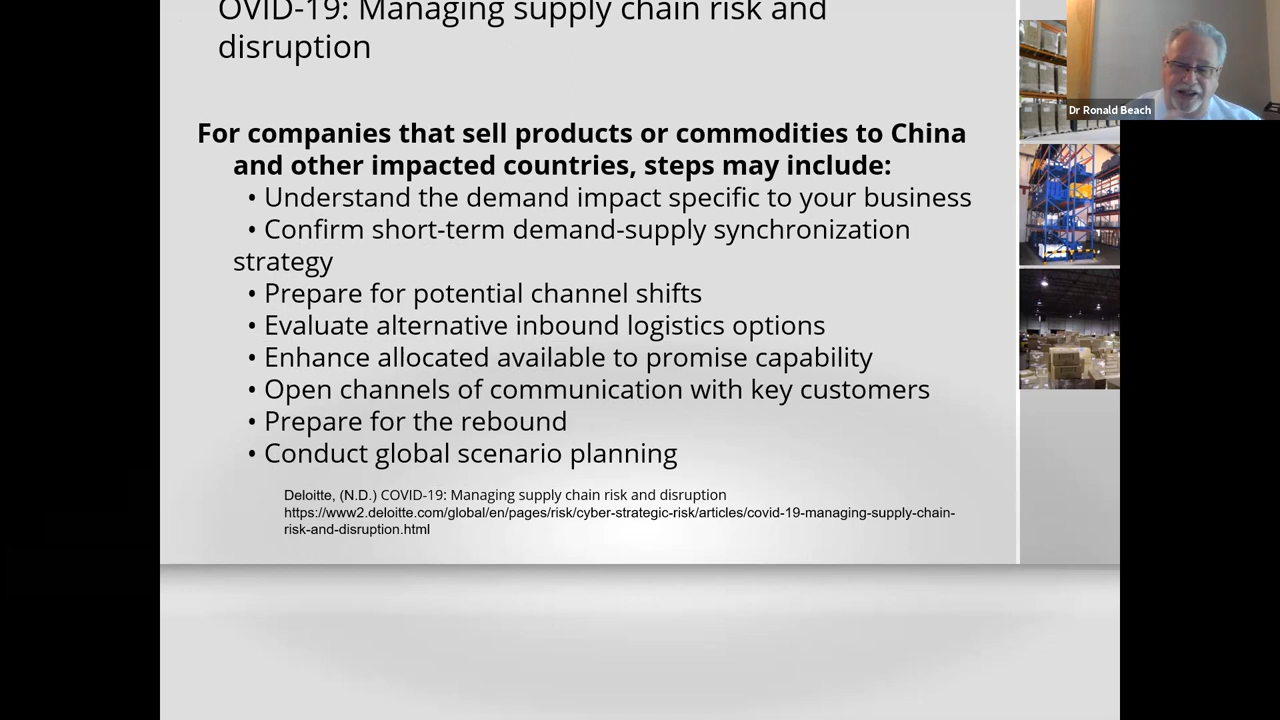 OVID-19: Managing supply chain risk and
disruption
Dr Ronald Beach
For companies that sell products or commodities to China
and other impacted countries, steps may include:
• Understand the demand impact specific to your business
• Confirm short-term demand-supply synchronization
strategy
• Prepare for potential channel shifts
• Evaluate alternative inbound logistics options
• Enhance allocated available to promise capability
• Open channels of communication with key customers
• Prepare for the rebound
• Conduct global scenario planning
Deloitte, (N.D.) COVID-19: Managing supply chain risk and disruption
https://www2.deloitte.com/global/en/pages/risk/cyber-strategic-risk/articles/covid-19-managing-supply-chain-
risk-and-disruption.html